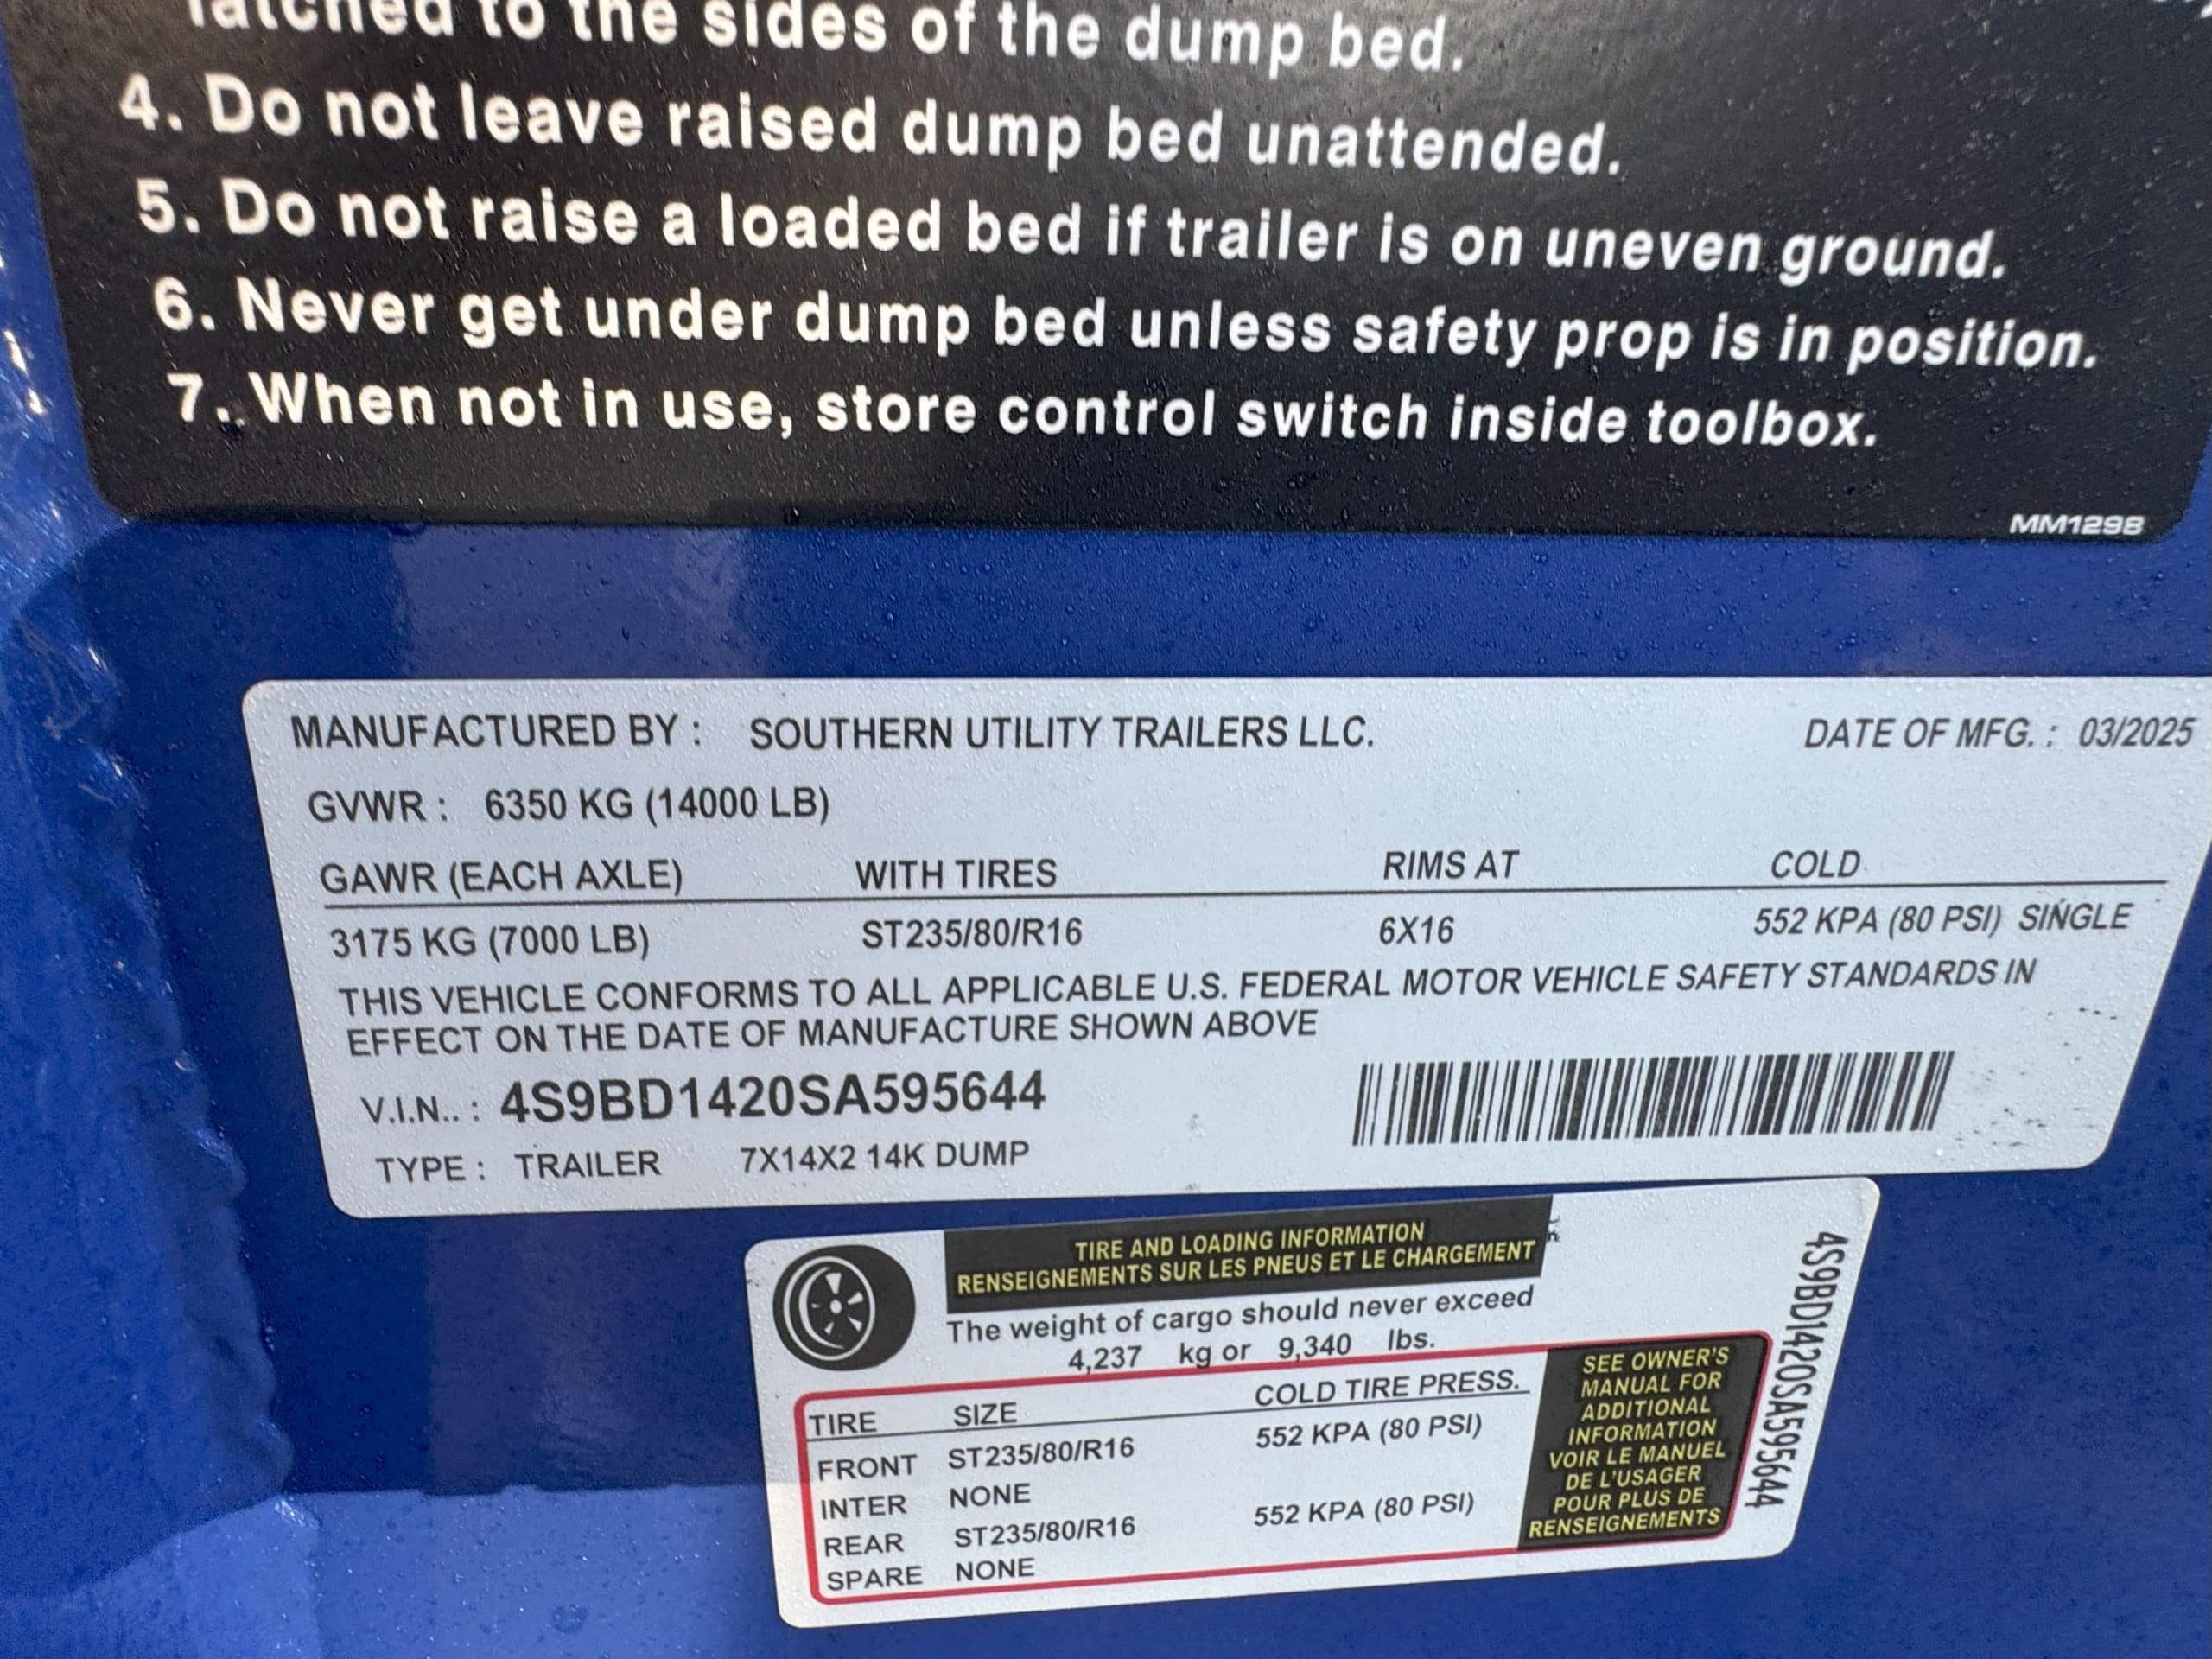 latched to the sides of the dump bed.
4. Do not leave raised dump bed unattended.
5. Do not raise a loaded bed if trailer is on uneven ground.
6. Never get under dump bed unless safety prop is in position.
7. When not in use, store control switch inside toolbox.
MM1298
MANUFACTURED BY : SOUTHERN UTILITY TRAILERS LLC. DATE OF MFG. : 03/2025
GVWR : 6350 KG (14000 LB)
GAWR (EACH AXLE) WITH TIRES RIMS AT COLD
3175 KG (7000 LB) ST235/80/R16 6X16 552 KPA (80 PSI) SINGLE
THIS VEHICLE CONFORMS TO ALL APPLICABLE U.S. FEDERAL MOTOR VEHICLE SAFETY STANDARDS IN
EFFECT ON THE DATE OF MANUFACTURE SHOWN ABOVE
V.I.N.. : 4S9BD1420SA595644
TYPE : TRAILER 7X14X2 14K DUMP
TIRE AND LOADING INFORMATION
RENSEIGNEMENTS SUR LES PNEUS ET LE CHARGEMENT
The weight of cargo should never exceed
4,237 kg or 9,340 lbs.
TIRE SIZE COLD TIRE PRESS.
FRONT ST235/80/R16 552 KPA (80 PSI)
INTER NONE
REAR ST235/80/R16 552 KPA (80 PSI)
SPARE NONE
SEE OWNER'S
MANUAL FOR
ADDITIONAL
INFORMATION
VOIR LE MANUEL
DE L'USAGER
POUR PLUS DE
RENSEIGNEMENTS
4S9BD1420SA595644